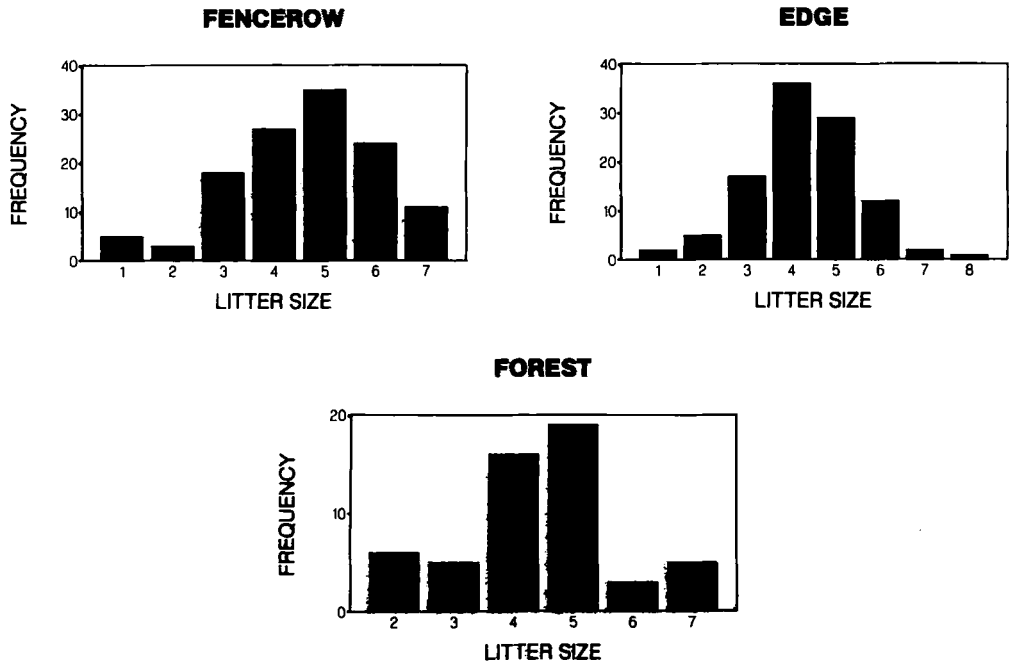 FENCEROW
40
30
20
10
0
FREQUENCY
1 2 3 4 5 6 7
LITTER SIZE
EDGE
40
30
20
10
0
FREQUENCY
1 2 3 4 5 6 7 8
LITTER SIZE
FOREST
20
10
0
FREQUENCY
2 3 4 5 6 7
LITTER SIZE